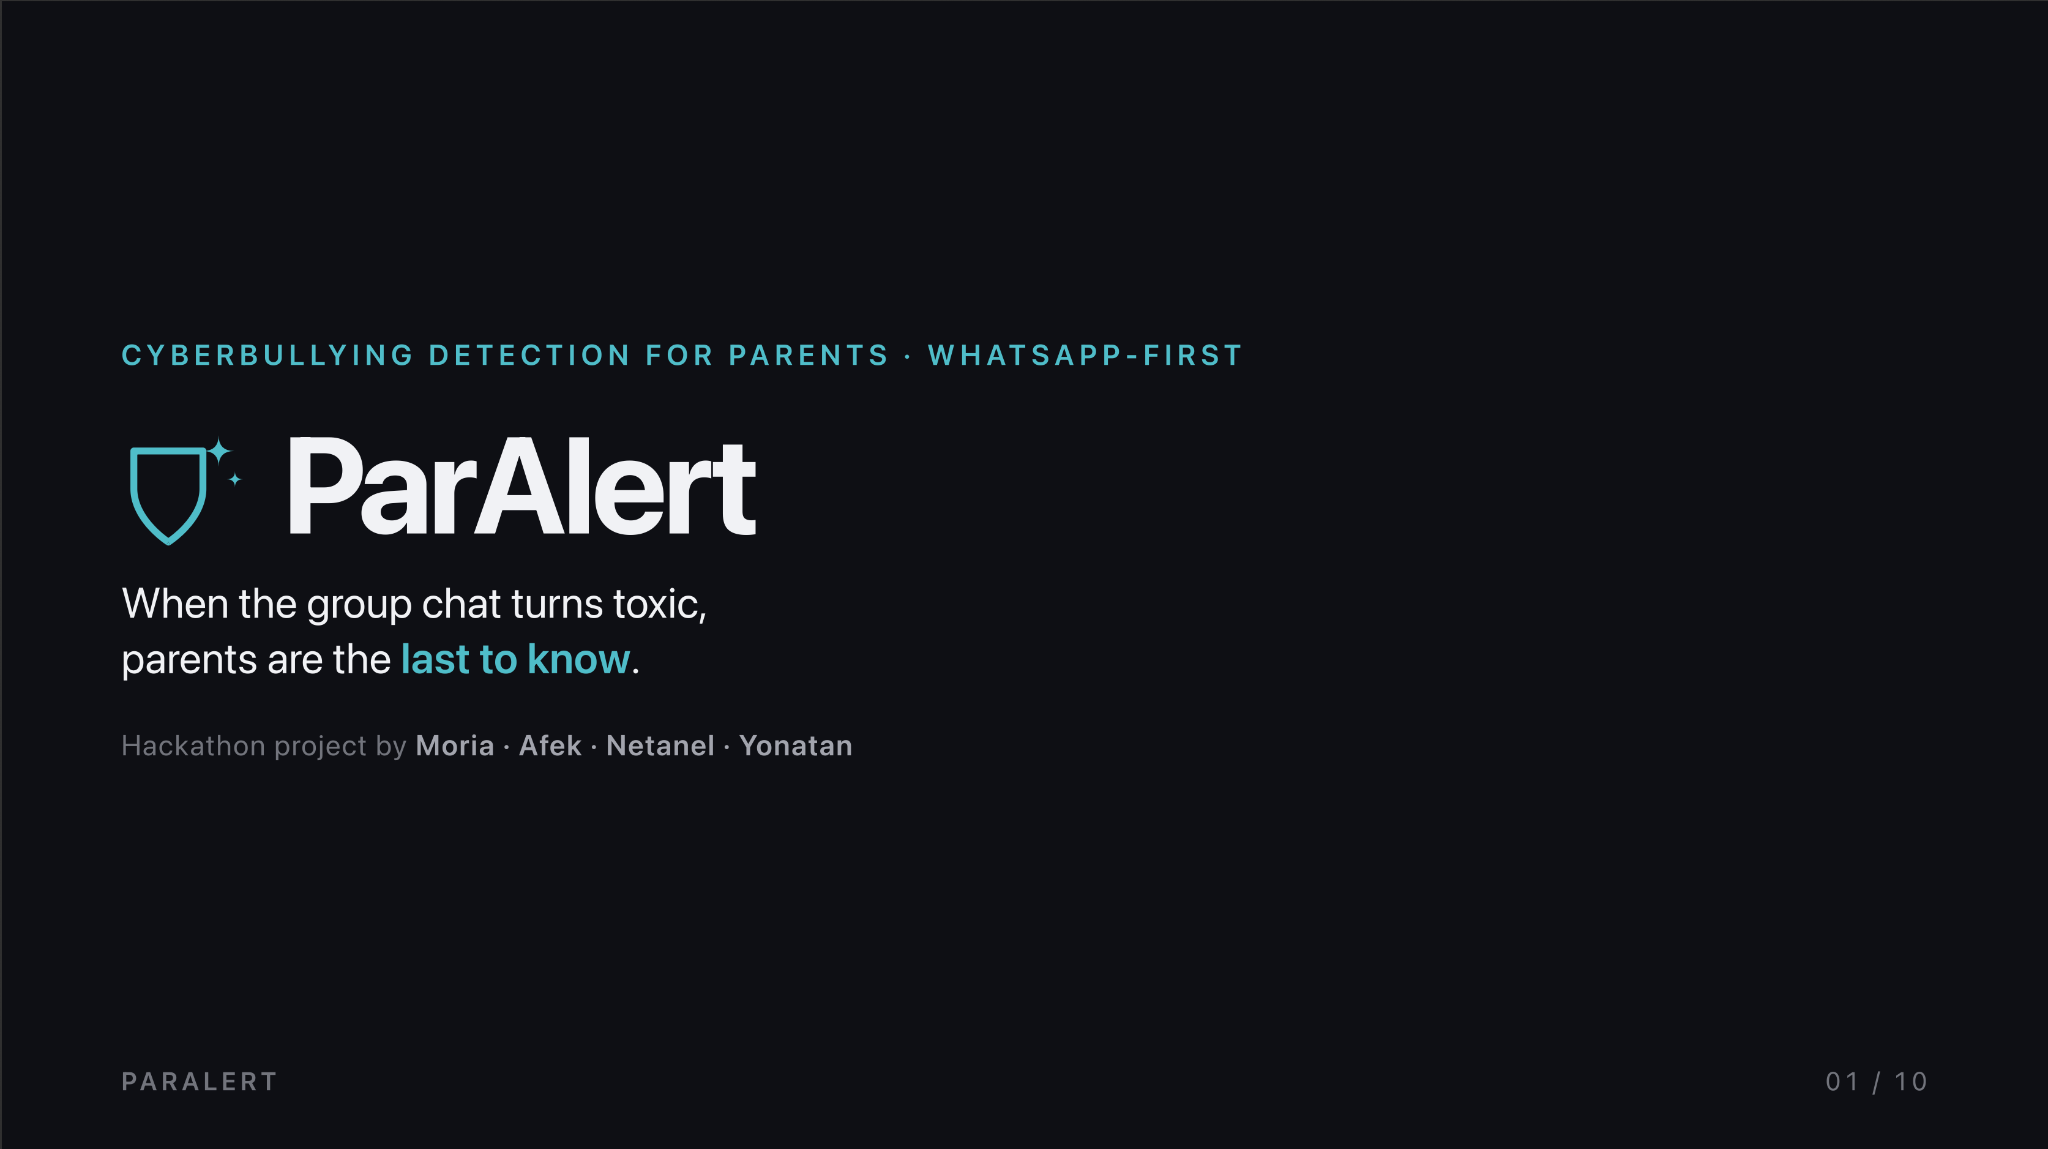 CYBERBULLYING DETECTION FOR PARENTS · WHATSAPP-FIRST
ParAlert
When the group chat turns toxic,
parents are the last to know.
Hackathon project by Moria · Afek · Netanel · Yonatan
PARALERT
01 / 10